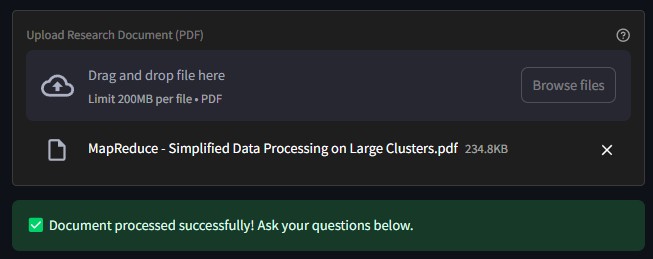 Upload Research Document (PDF)
Drag and drop file here
Limit 200MB per file • PDF
Browse files
MapReduce - Simplified Data Processing on Large Clusters.pdf 234.8KB
Document processed successfully! Ask your questions below.